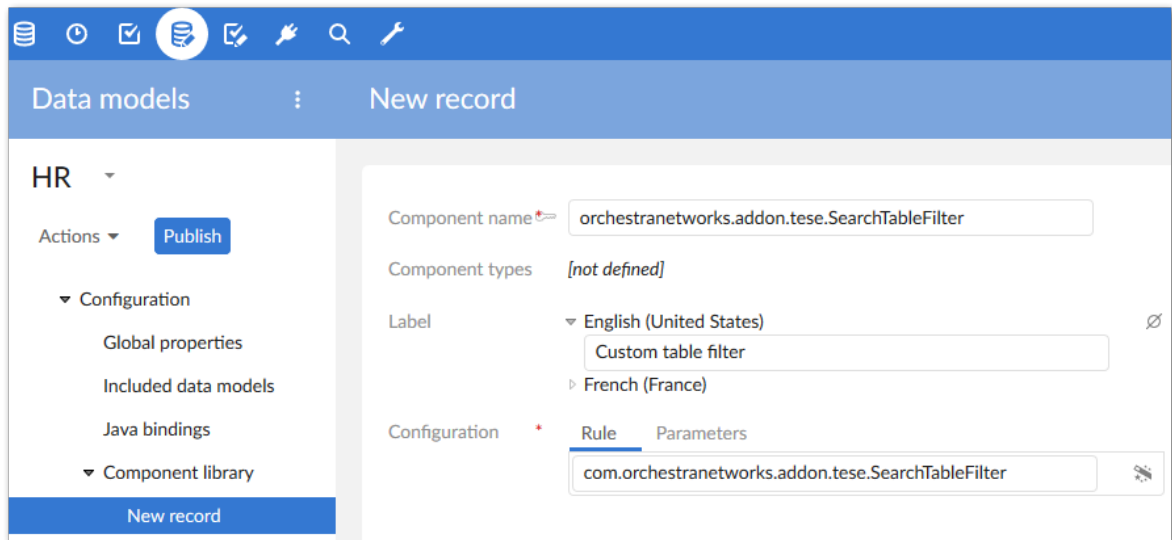 Data models
New record
HR
Actions
Publish
Configuration
Global properties
Included data models
Java bindings
Component library
New record
Component name*
orchestranetworks.addon.tese.SearchTableFilter
Component types
[not defined]
Label
English (United States)
Custom table filter
French (France)
Configuration *
Rule Parameters
com.orchestranetworks.addon.tese.SearchTableFilter